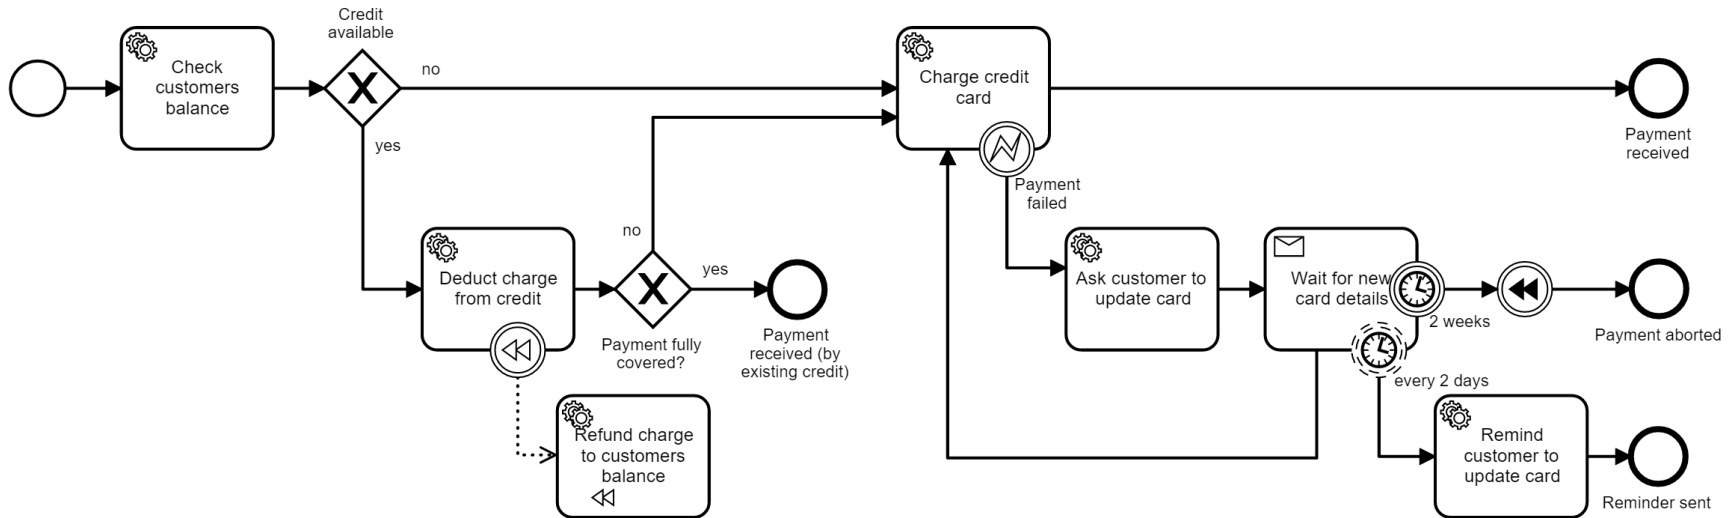 Credit
available
Check
customers
balance
no
yes
Charge credit
card
Payment
received
Payment
failed
no
Deduct charge
from credit
yes
Payment fully
covered?
Payment
received (by
existing credit)
Refund charge
to customers
balance
Ask customer to
update card
Wait for new
card details
2 weeks
Payment aborted
every 2 days
Remind
customer to
update card
Reminder sent